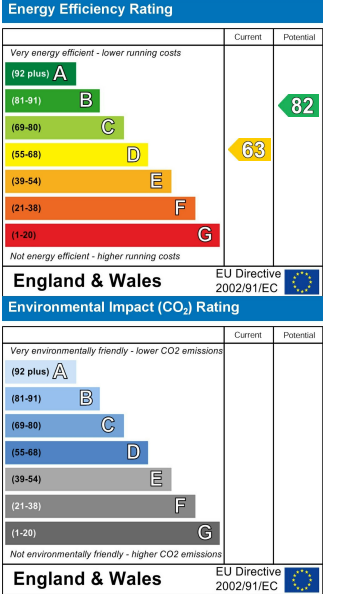 Energy Efficiency Rating
Current Potential
Very energy efficient - lower running costs
(92 plus) A
(81-91) B
82
(69-80) C
(55-68) D
63
(39-54) E
(21-38) F
(1-20) G
Not energy efficient - higher running costs
England & Wales
EU Directive
2002/91/EC
Environmental Impact (CO₂) Rating
Current Potential
Very environmentally friendly - lower CO2 emissions
(92 plus) A
(81-91) B
(69-80) C
(55-68) D
(39-54) E
(21-38) F
(1-20) G
Not environmentally friendly - higher CO2 emissions
England & Wales
EU Directive
2002/91/EC